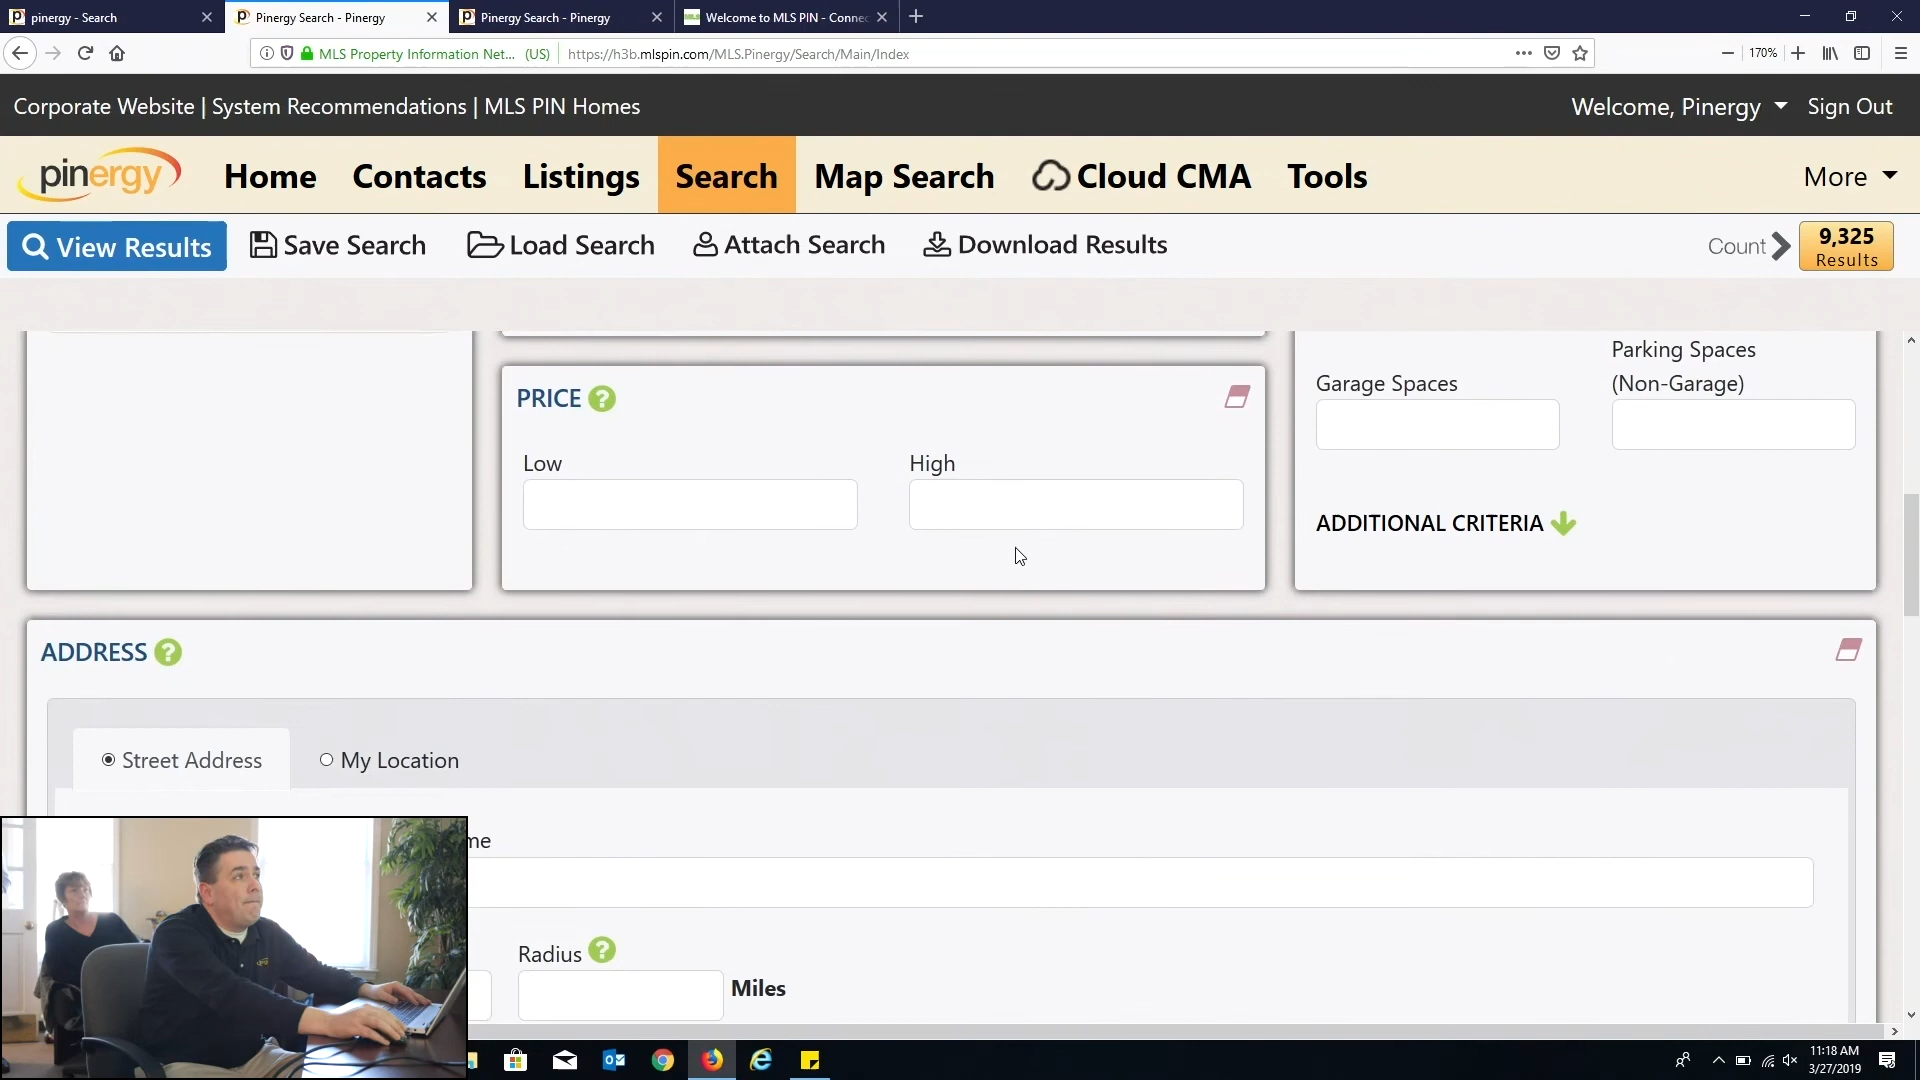 pinergy - Search
Pinergy Search - Pinergy
Pinergy Search - Pinergy
Welcome to MLS PIN - Connec
MLS Property Information Net... (US)
https://h3b.mlspin.com/MLS.Pinergy/Search/Main/Index
170%
Corporate Website | System Recommendations | MLS PIN Homes
Welcome, Pinergy
Sign Out
pinergy
Home
Contacts
Listings
Search
Map Search
Cloud CMA
Tools
More
View Results
Save Search
Load Search
Attach Search
Download Results
Count
9,325
Results
Parking Spaces
(Non-Garage)
Garage Spaces
PRICE ?
Low
High
ADDITIONAL CRITERIA
ADDRESS ?
Street Address
My Location
me
Radius ?
Miles
11:18 AM
3/27/2019